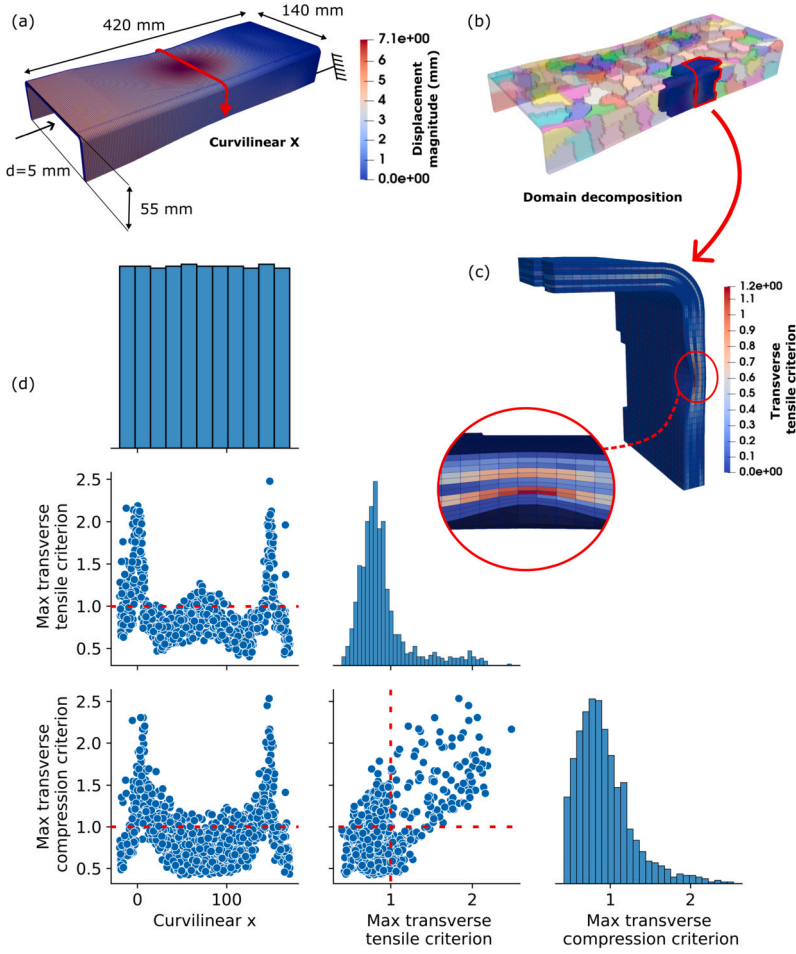 (a)
420 mm
140 mm
7.1e+00
6
5
4
3
2
1
0.0e+00
Displacement
magnitude (mm)
Curvilinear X
d=5 mm
55 mm
(b)
Domain decomposition
(c)
1.2e+00
1.1
1
0.9
0.8
0.7
0.6
0.5
0.4
0.3
0.2
0.1
0.0e+00
Transverse
tensile criterion
(d)
Max transverse
tensile criterion
2.5
2.0
1.5
1.0
0.5
Max transverse
compression criterion
2.5
2.0
1.5
1.0
0.5
0
100
Curvilinear x
1
2
Max transverse
tensile criterion
1
2
Max transverse
compression criterion